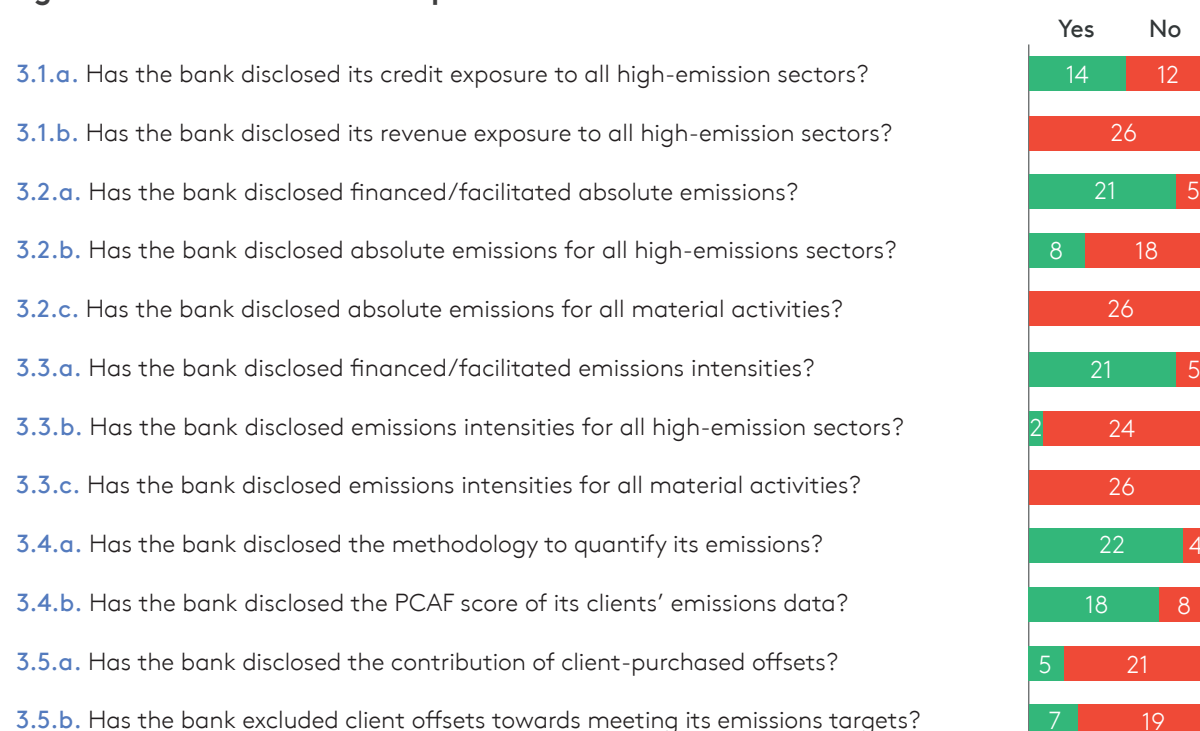 Yes No
3.1.a. Has the bank disclosed its credit exposure to all high-emission sectors? 14 12
3.1.b. Has the bank disclosed its revenue exposure to all high-emission sectors? 26
3.2.a. Has the bank disclosed financed/facilitated absolute emissions? 21 5
3.2.b. Has the bank disclosed absolute emissions for all high-emissions sectors? 8 18
3.2.c. Has the bank disclosed absolute emissions for all material activities? 26
3.3.a. Has the bank disclosed financed/facilitated emissions intensities? 21 5
3.3.b. Has the bank disclosed emissions intensities for all high-emission sectors? 2 24
3.3.c. Has the bank disclosed emissions intensities for all material activities? 26
3.4.a. Has the bank disclosed the methodology to quantify its emissions? 22 4
3.4.b. Has the bank disclosed the PCAF score of its clients’ emissions data? 18 8
3.5.a. Has the bank disclosed the contribution of client-purchased offsets? 5 21
3.5.b. Has the bank excluded client offsets towards meeting its emissions targets? 7 19